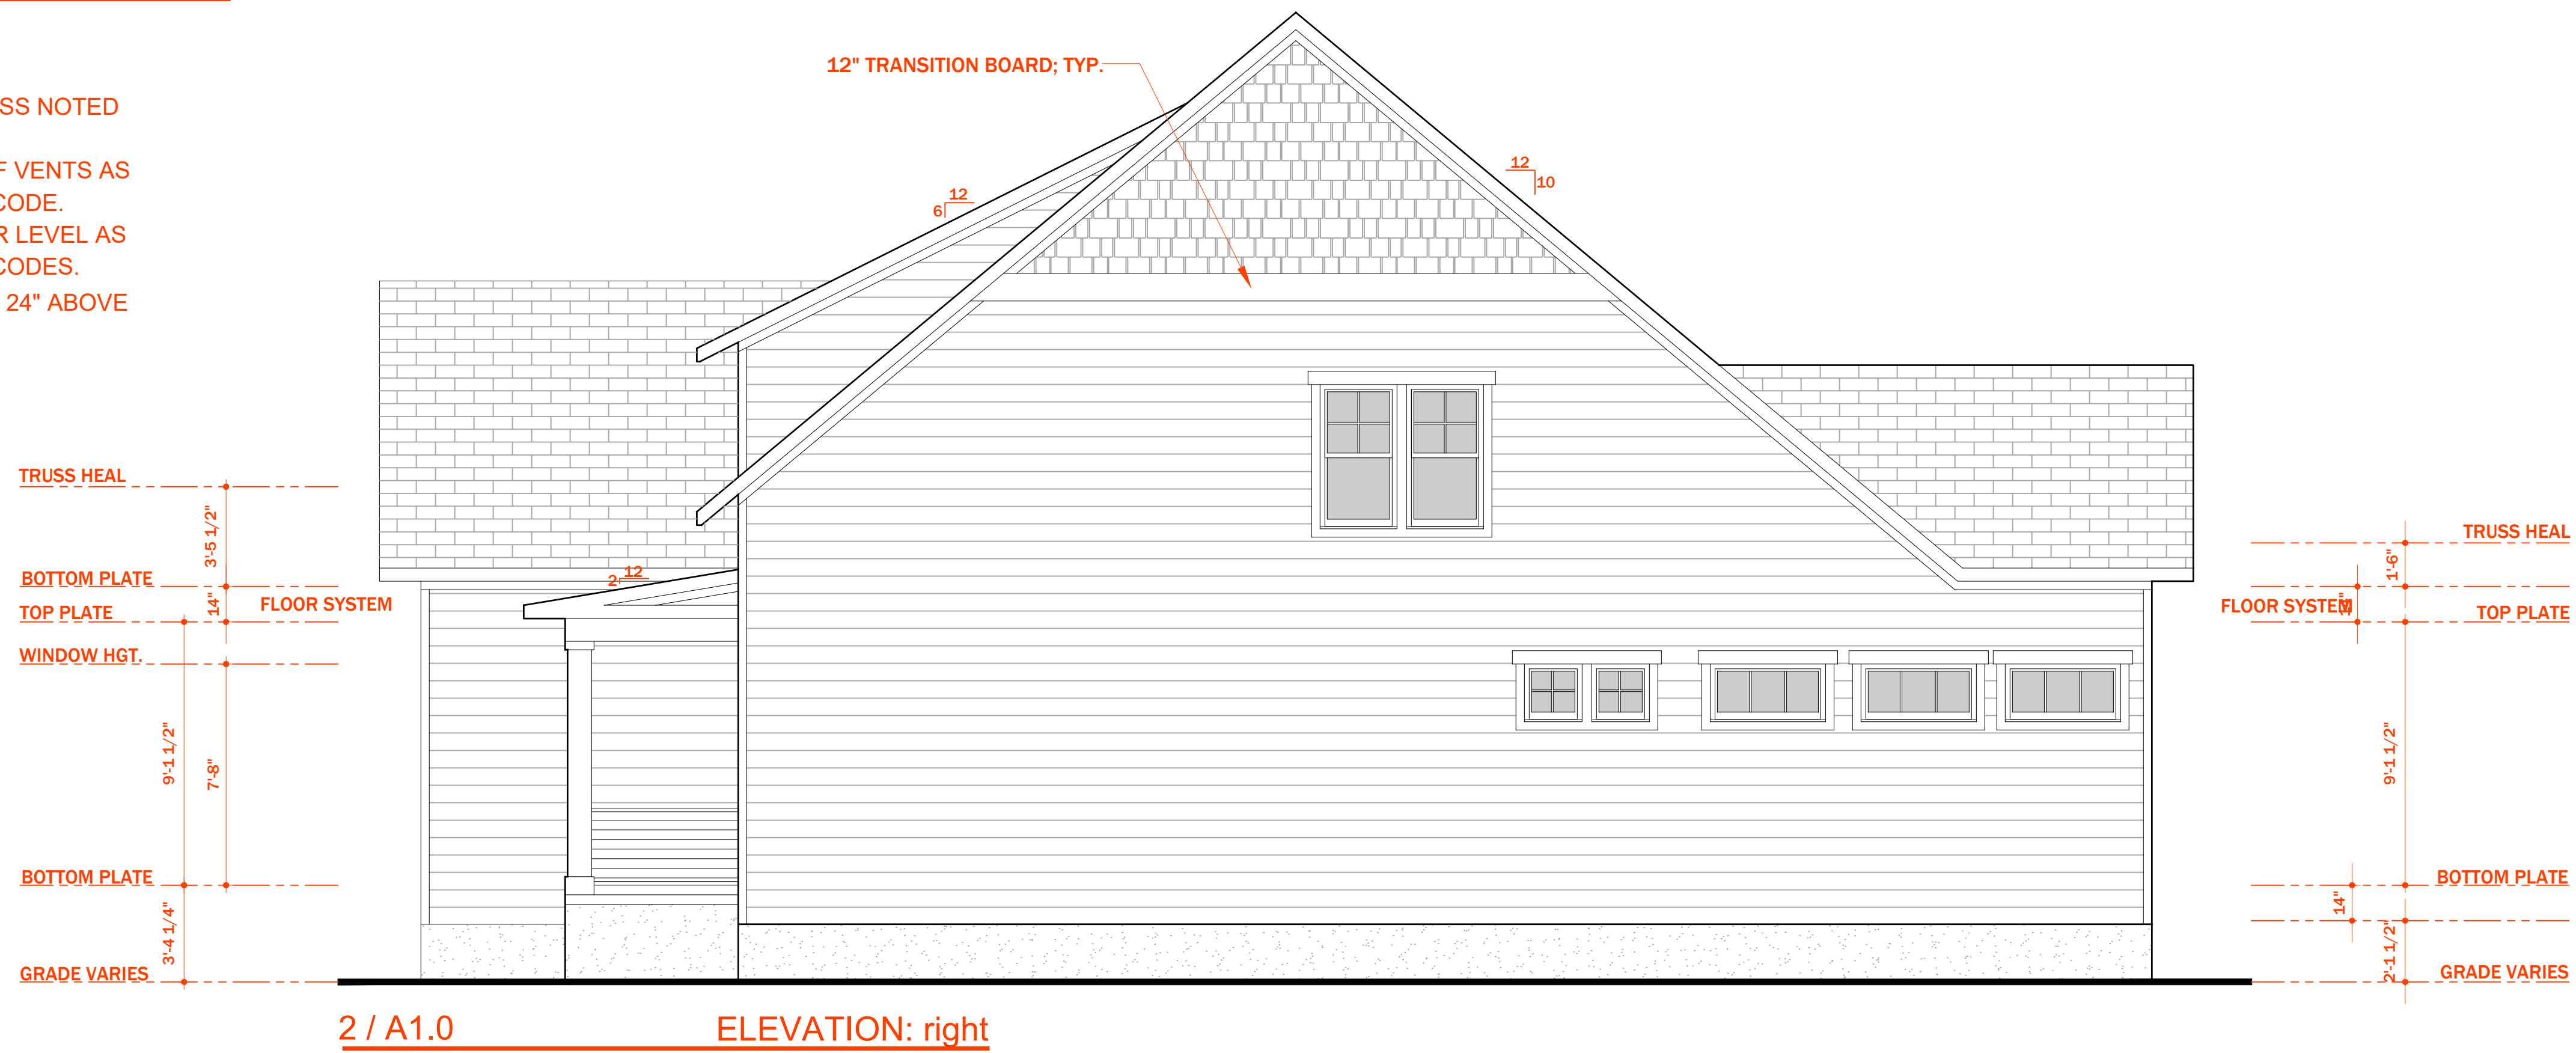 SS NOTED
F VENTS AS
CODE.
R LEVEL AS
CODES.
24" ABOVE
12" TRANSITION BOARD; TYP.
12
6
12
10
12
2
TRUSS HEAL
3'-5 1/2"
BOTTOM PLATE
14"
FLOOR SYSTEM
TOP PLATE
WINDOW HGT.
9'-1 1/2"
7'-8"
BOTTOM PLATE
3'-4 1/4"
GRADE VARIES
TRUSS HEAL
1'-6"
FLOOR SYSTEM
TOP PLATE
9'-1 1/2"
BOTTOM PLATE
14"
2'-1 1/2"
GRADE VARIES
2 / A1.0
ELEVATION: right